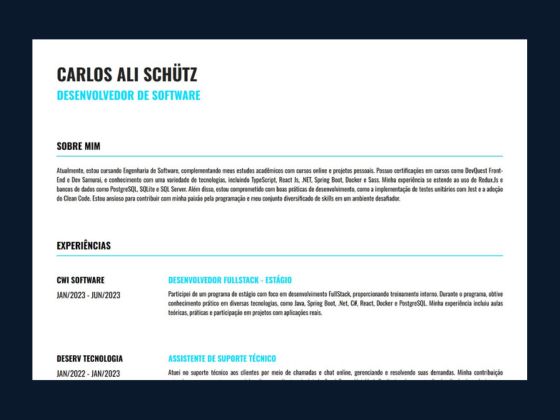 CARLOS ALI SCHÜTZ
DESENVOLVEDOR DE SOFTWARE
SOBRE MIM
Atualmente, estou cursando Engenharia de Software, complementando meus estudos acadêmicos com cursos online e projetos pessoais. Possuo certificações em cursos como DevQuest Front-
End e Dev Samurai, e conhecimento com uma variedade de tecnologias, incluindo TypeScript, React Js, .NET, Spring Boot, Docker e Sass. Minha experiência se estende ao uso de Redux.Js e
bancos de dados como PostgreSQL, SQLite e SQL Server. Além disso, estou comprometido com boas práticas de desenvolvimento, como a implementação de testes unitários com Jest e a adoção
do Clean Code. Estou ansioso para contribuir com minha paixão pela programação e meu conjunto diversificado de skills em um ambiente desafiador.
EXPERIÊNCIAS
CWI SOFTWARE
DESENVOLVEDOR FULLSTACK - ESTÁGIO
JAN/2023 - JUN/2023
Participei de um programa de estágio com foco em desenvolvimento FullStack, proporcionando treinamento interno. Durante o programa, obtive
conhecimento prático em diversas tecnologias, como Java, Spring Boot, .Net, C#, React, Docker e PostgreSQL. Minha experiência incluiu aulas
teóricas, práticas e participação em projetos com aplicações reais.
DESERV TECNOLOGIA
ASSISTENTE DE SUPORTE TÉCNICO
JAN/2022 - JAN/2023
Atuei no suporte técnico aos clientes por meio de chamadas e chat online, gerenciando e resolvendo suas demandas. Minha contribuição